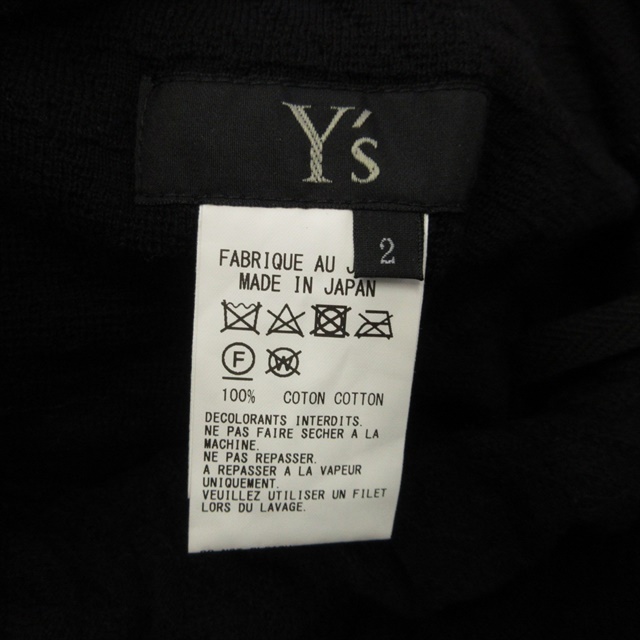 Y's
2
FABRIQUE AU
MADE IN JAPAN
F W
100% COTON COTTON
DECOLORANTS INTERDITS.
NE PAS FAIRE SECHER A LA
MACHINE.
NE PAS REPASSER.
A REPASSER A LA VAPEUR
UNIQUEMENT.
VEUILLEZ UTILISER UN FILET
LORS DU LAVAGE.